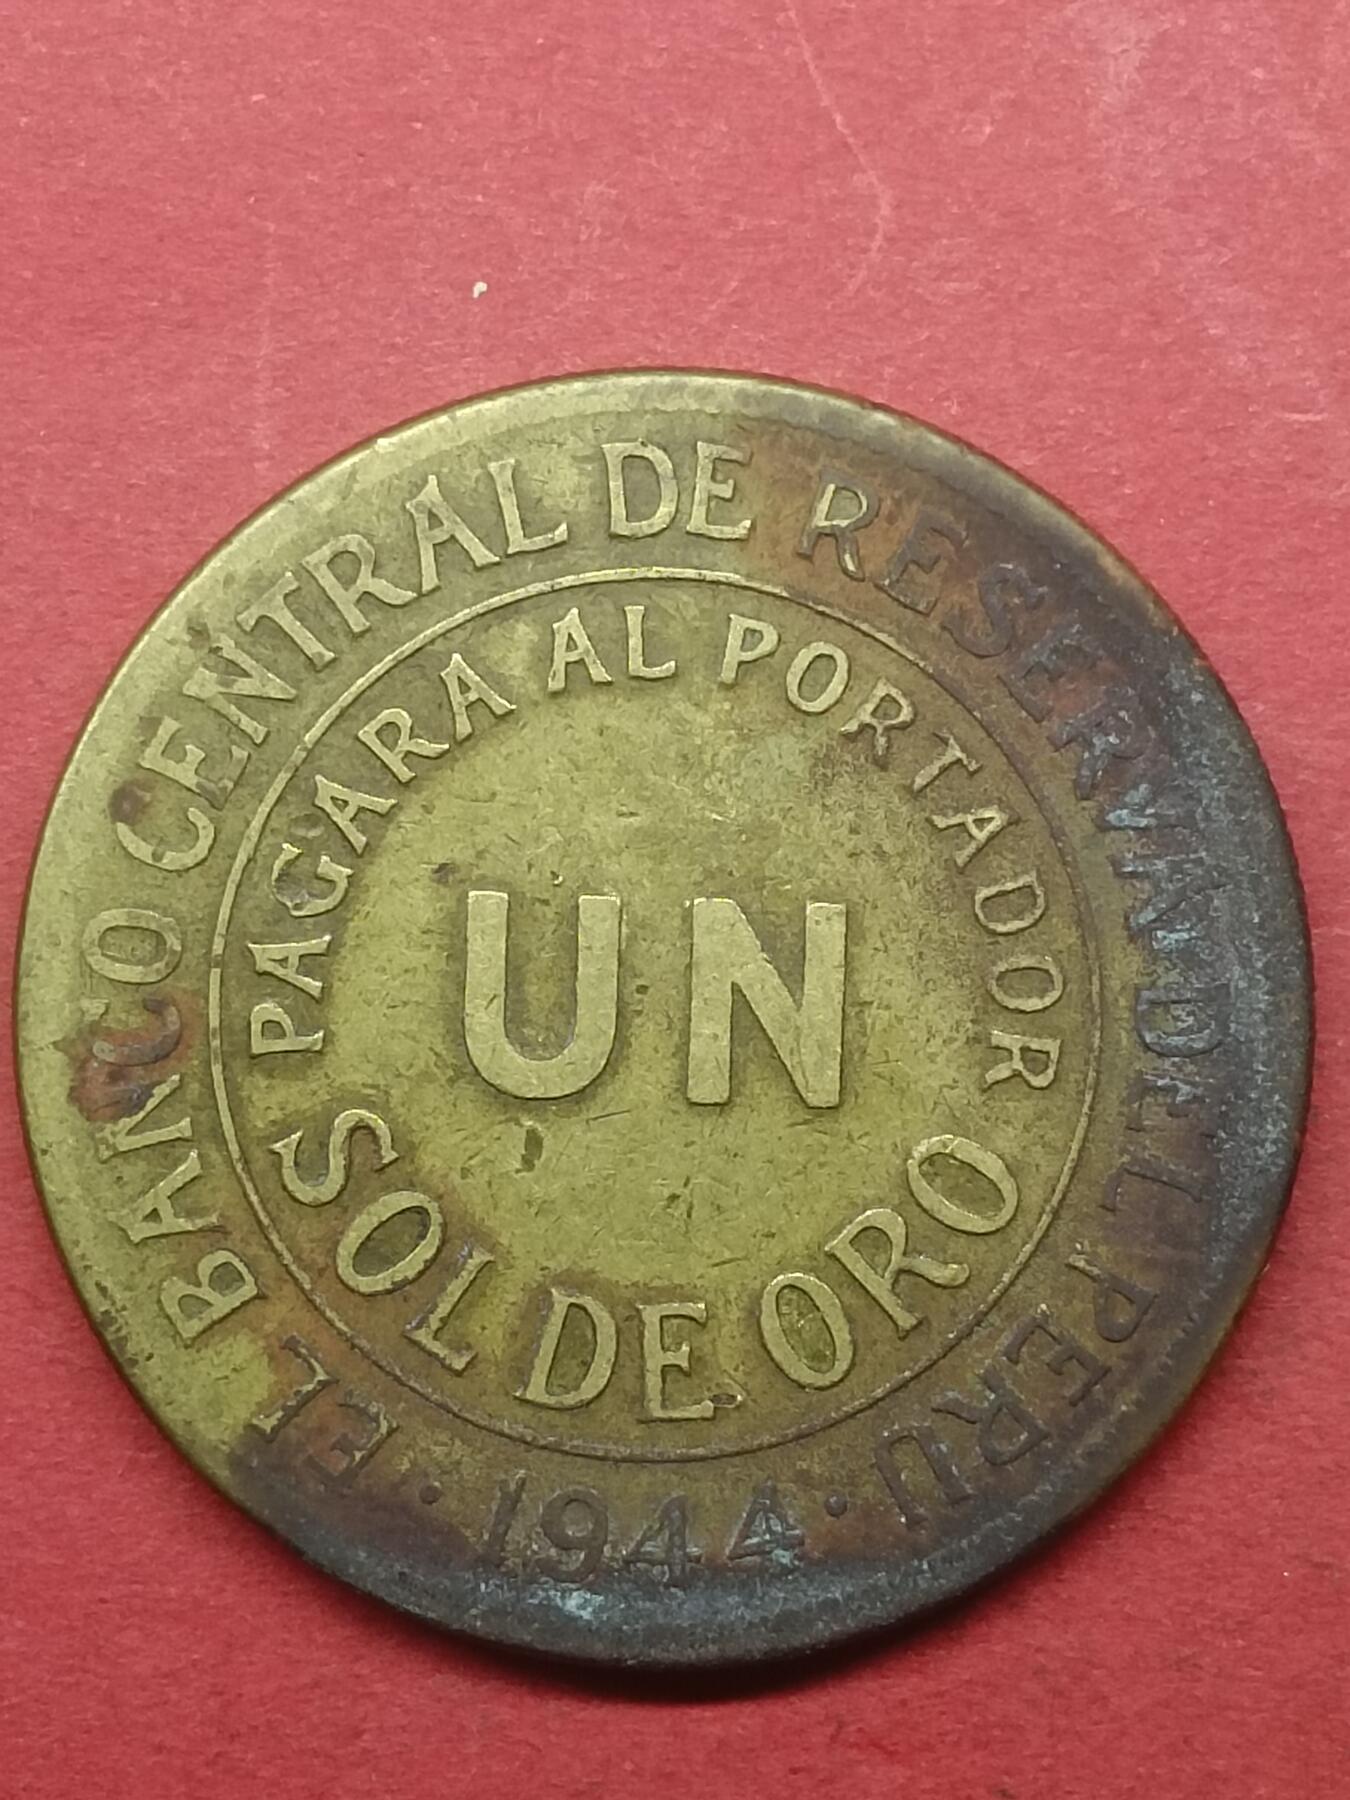 EL BANCO CENTRAL DE RESERVA DEL PERU
· 1944 ·
PAGARA AL PORTADOR
UN
SOL DE ORO